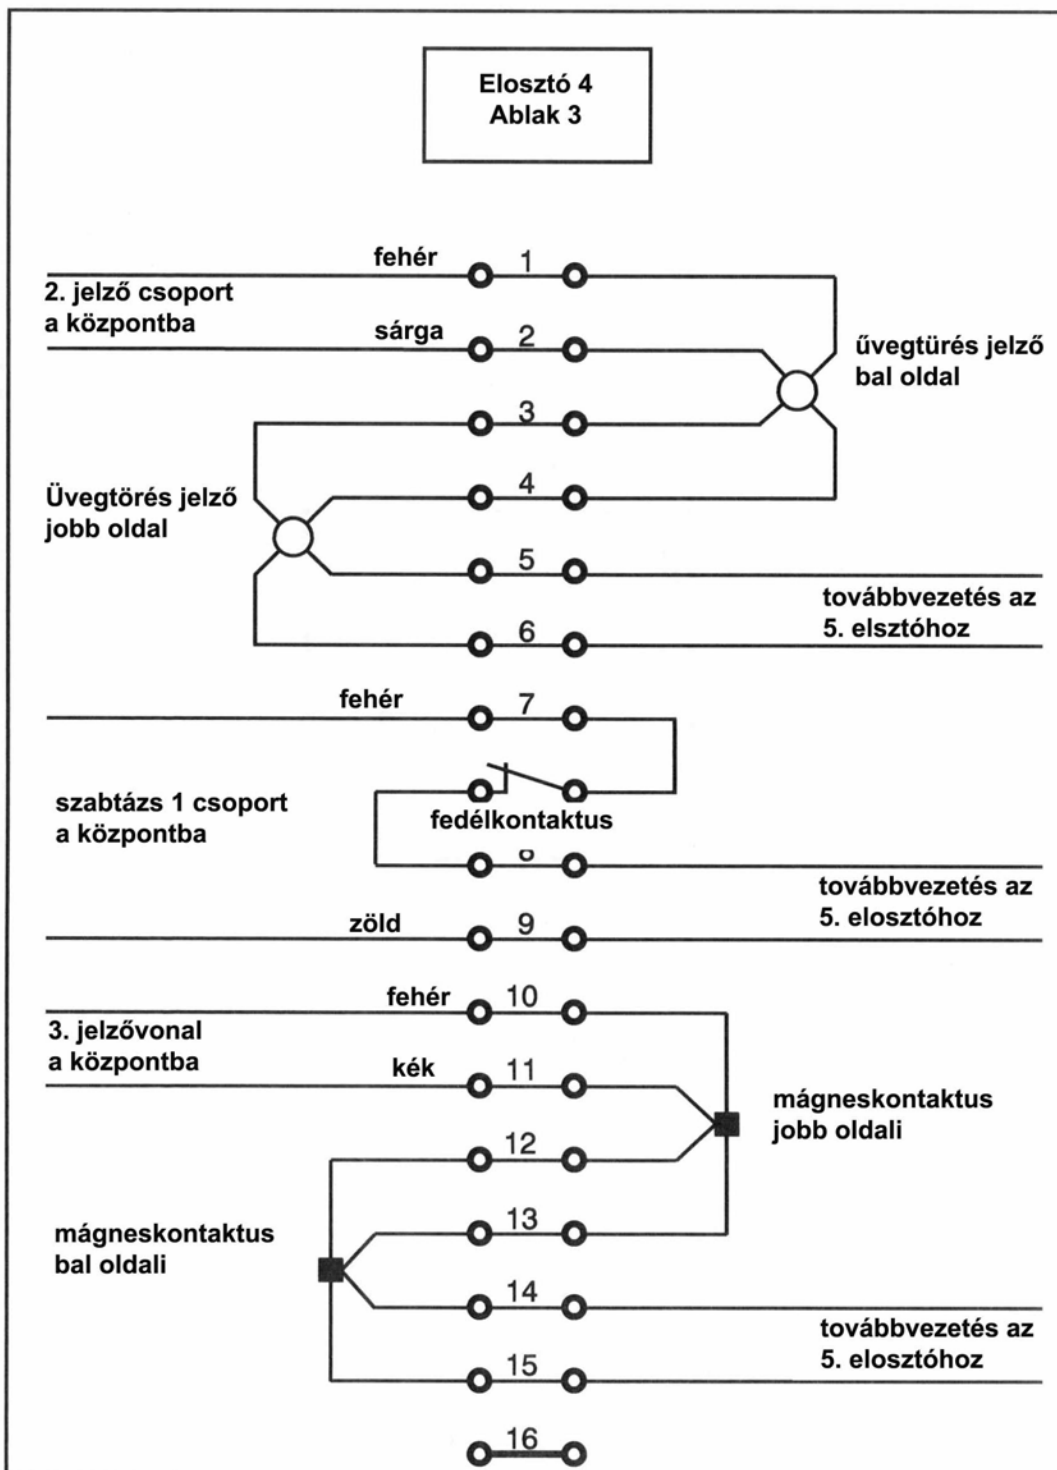 Elosztó 4
Ablak 3
fehér
1
2. jelző csoport
a központba
sárga
2
űvegtürés jelző
bal oldal
3
Üvegtörés jelző
jobb oldal
4
5
továbbvezetés az
5. elsztóhoz
6
fehér
7
szabtázs 1 csoport
a központba
fedélkontaktus
8
továbbvezetés az
5. elosztóhoz
zöld
9
fehér
10
3. jelzővonal
a központba
kék
11
mágneskontaktus
jobb oldali
12
mágneskontaktus
bal oldali
13
14
továbbvezetés az
5. elosztóhoz
15
16